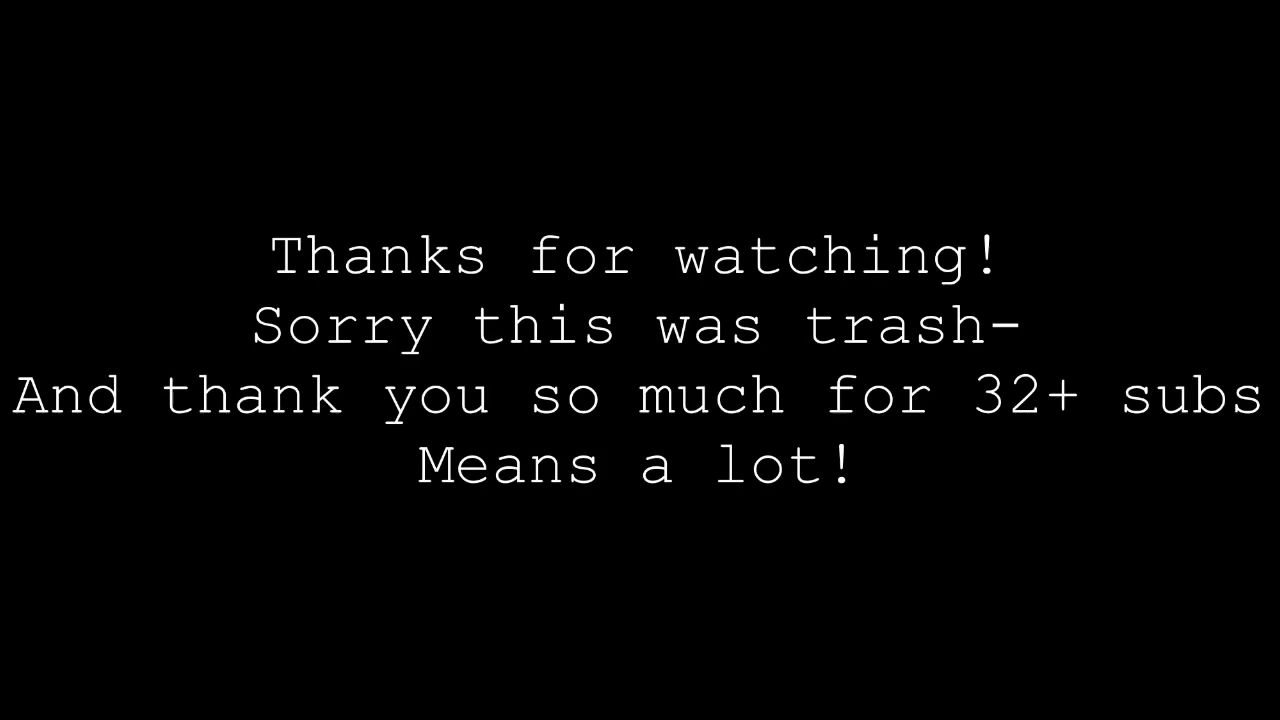 Thanks for watching!
Sorry this was trash-
And thank you so much for 32+ subs
Means a lot!